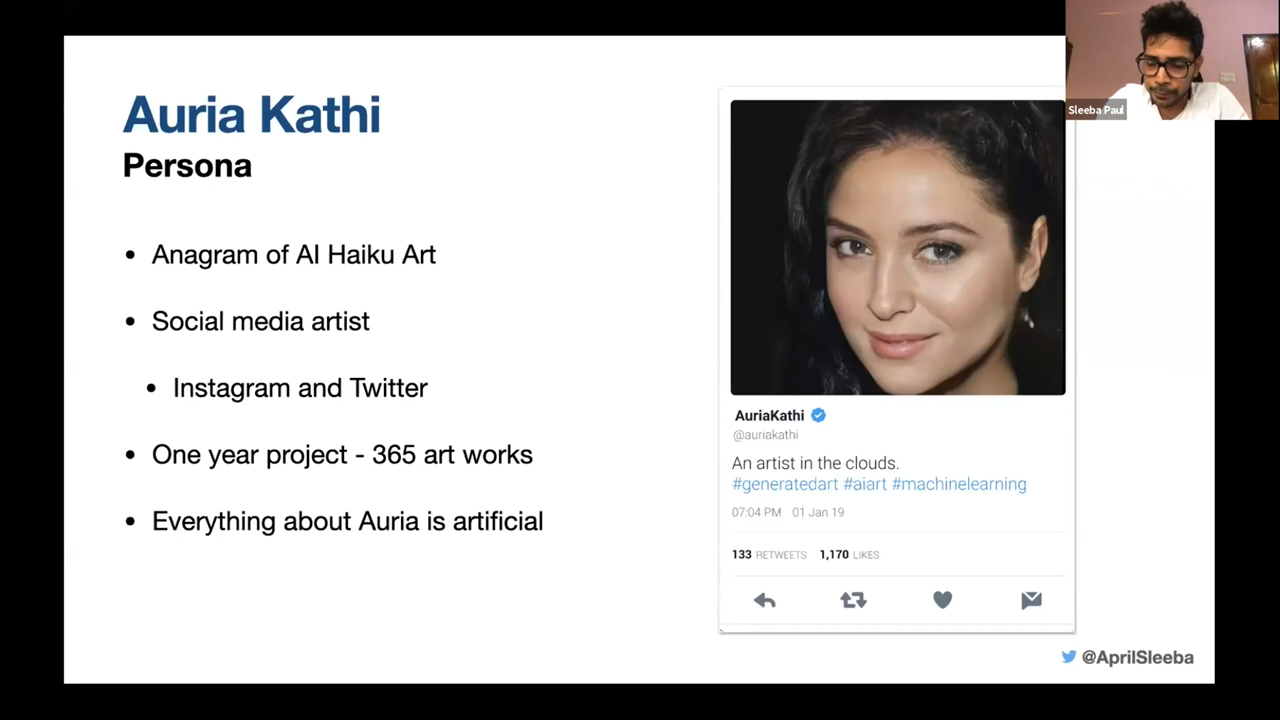 Auria Kathi
Persona
• Anagram of AI Haiku Art
• Social media artist
• Instagram and Twitter
• One year project - 365 art works
• Everything about Auria is artificial
AuriaKathi
@auriakathi
An artist in the clouds.
#generatedart #aiart #machinelearning
07:04 PM 01 Jan 19
133 RETWEETS 1,170 LIKES
@AprilSleeba
Sleeba Paul